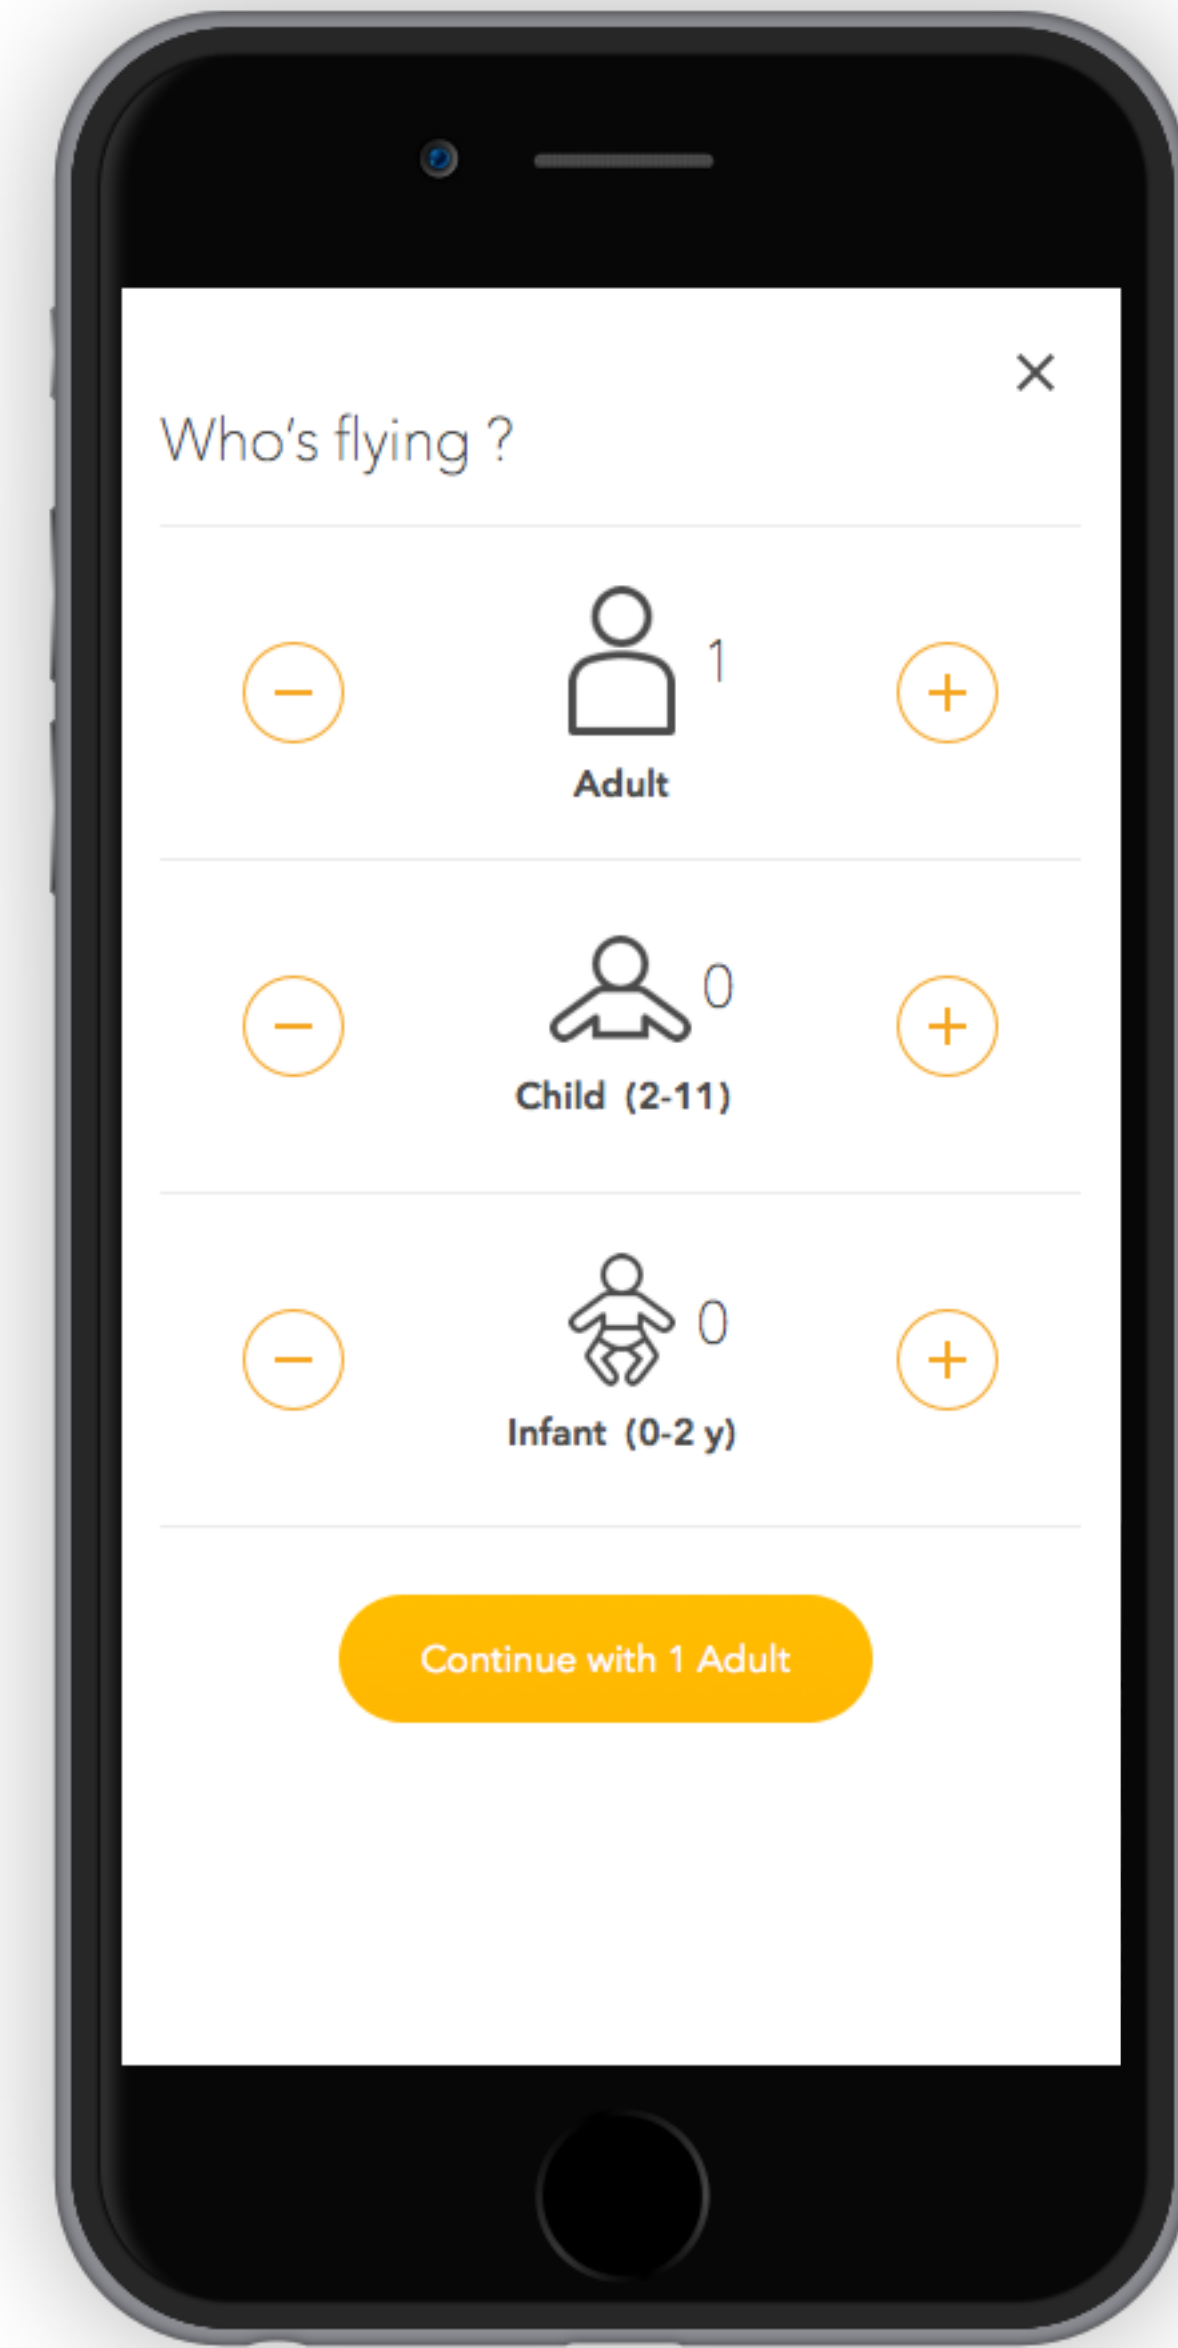 Who's flying ?
1
Adult
0
Child (2-11)
0
Infant (0-2 y)
Continue with 1 Adult